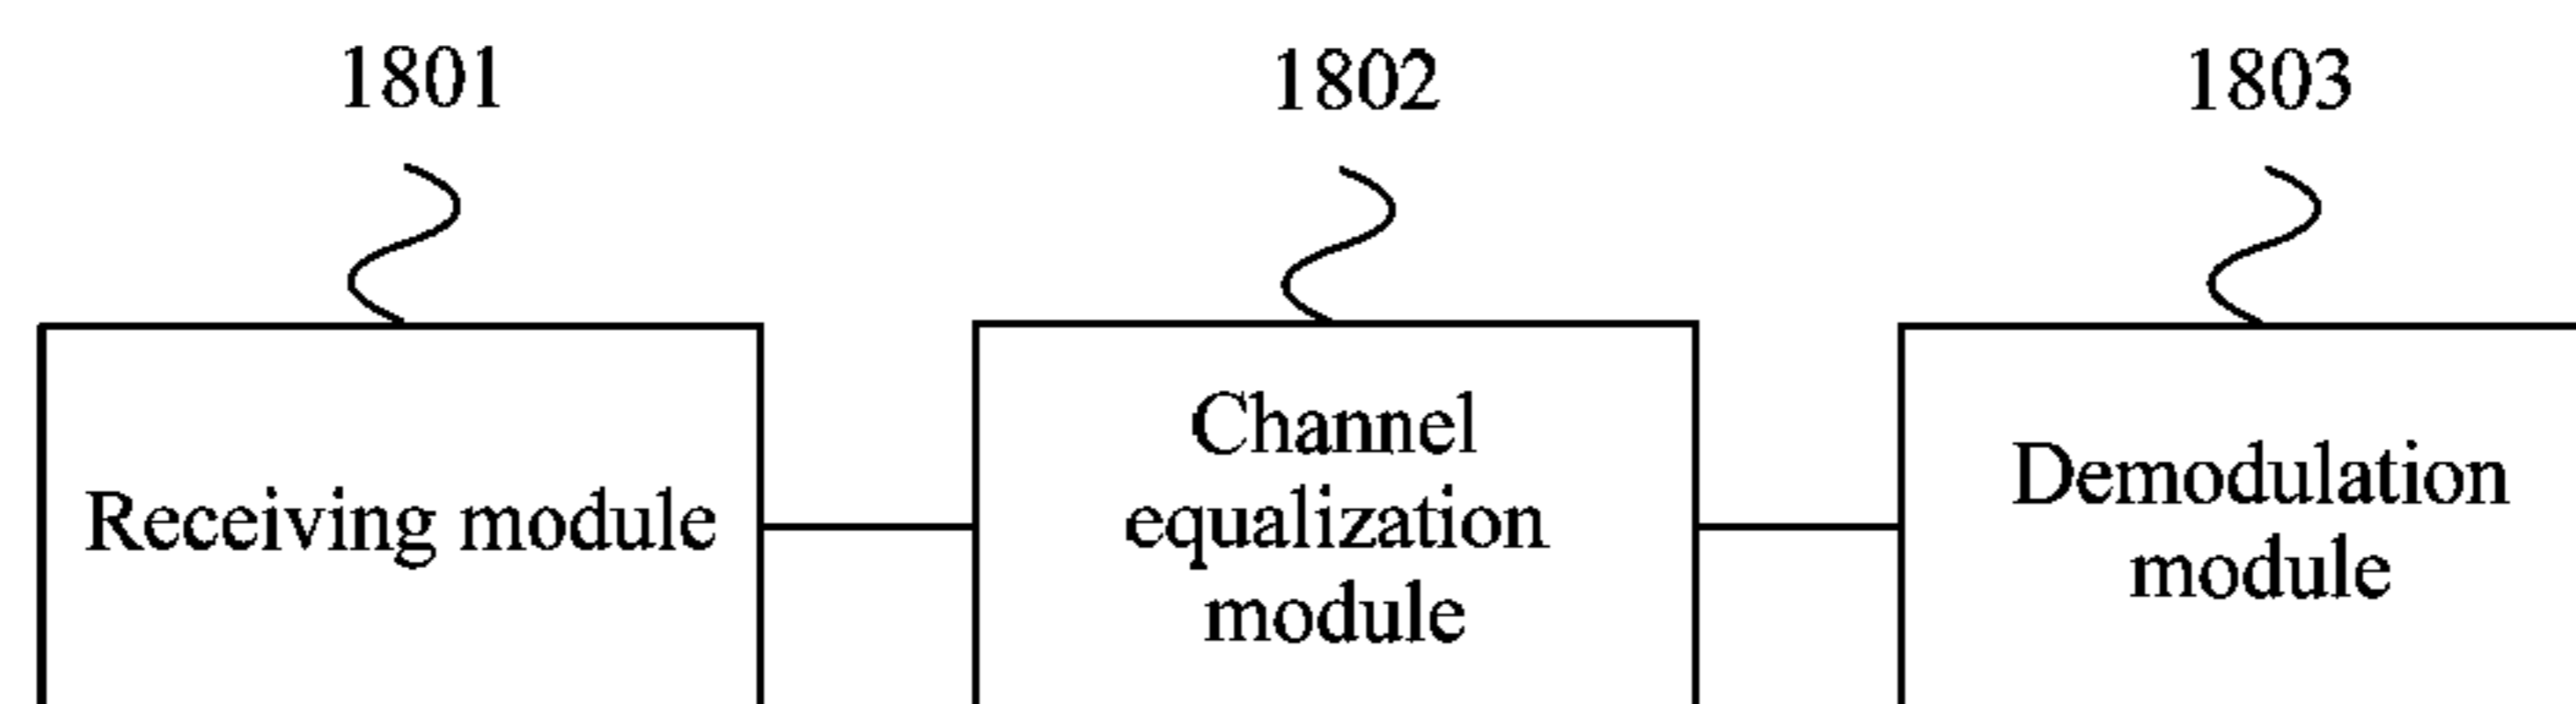 1801
1802
1803
Receiving module
Channel
equalization
module
Demodulation
module